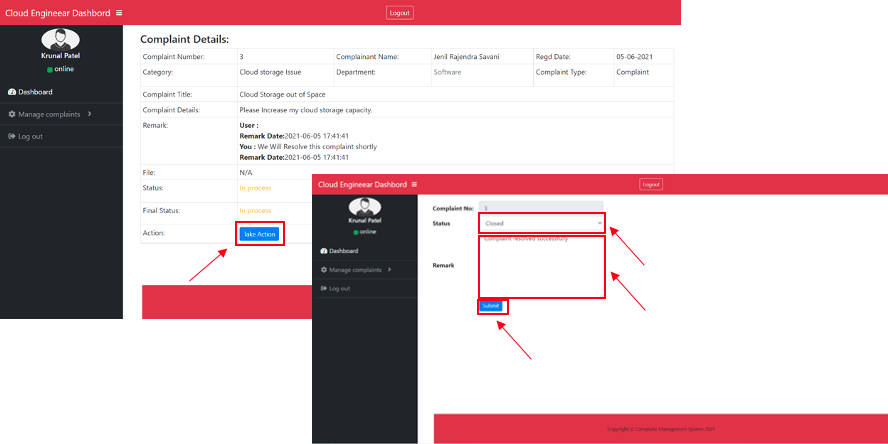 Cloud Engineear Dashbord
Logout
Krunal Patel
online
Dashboard
Manage complaints
Log out
Complaint Details:
Complaint Number: 3 Complainant Name: Jenil Rajendra Savani Regd Date: 05-06-2021
Category: Cloud storage Issue Department: Software Complaint Type: Complaint
Complaint Title: Cloud Storage out of Space
Complaint Details: Please Increase my cloud storage capacity.
Remark: User :
Remark Date:2021-06-05 17:41:41
You : We Will Resolve this complaint shortly
Remark Date:2021-06-05 17:41:41
File: N/A
Status: In process
Final Status: In process
Action: Take Action
Cloud Engineear Dashbord
Logout
Krunal Patel
online
Dashboard
Manage complaints
Log out
Complaint No: 3
Status Closed
Complaint resolved successfully
Remark
Submit
Copyright © Complain Management System 2021